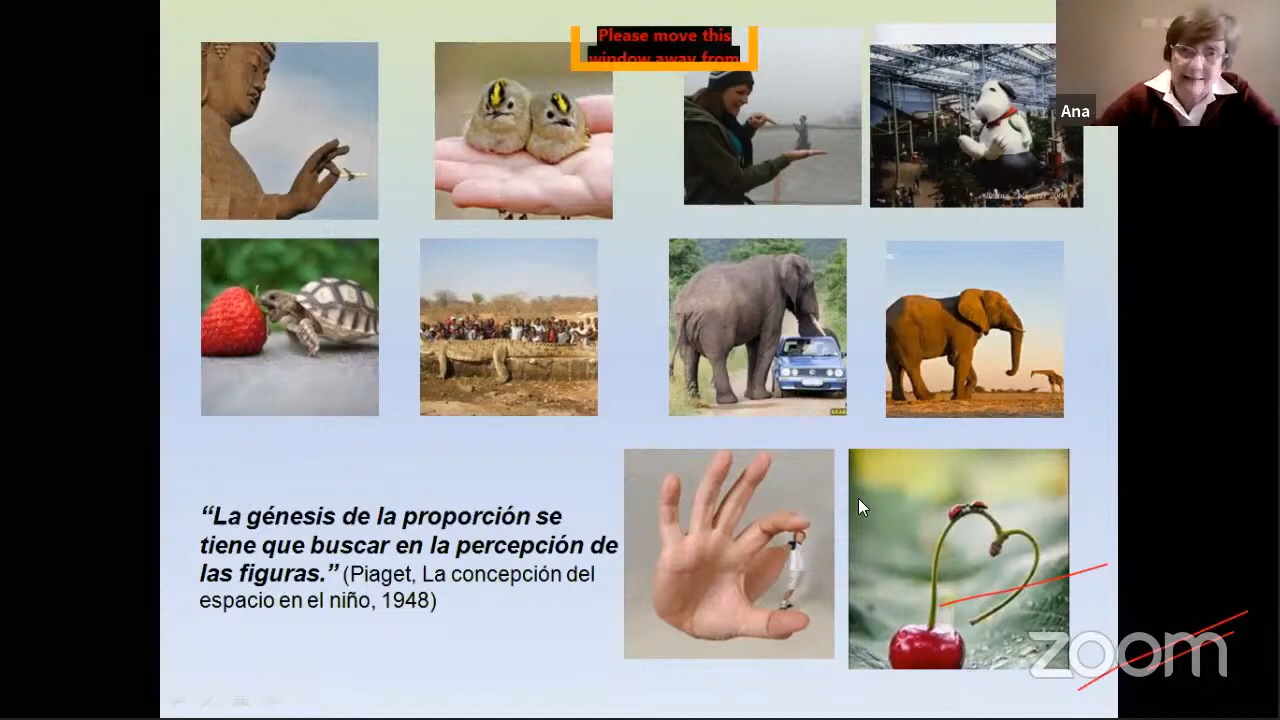 Please move this
window away from
Ana
“La génesis de la proporción se
tiene que buscar en la percepción de
las figuras.” (Piaget, La concepción del
espacio en el niño, 1948)
zoom